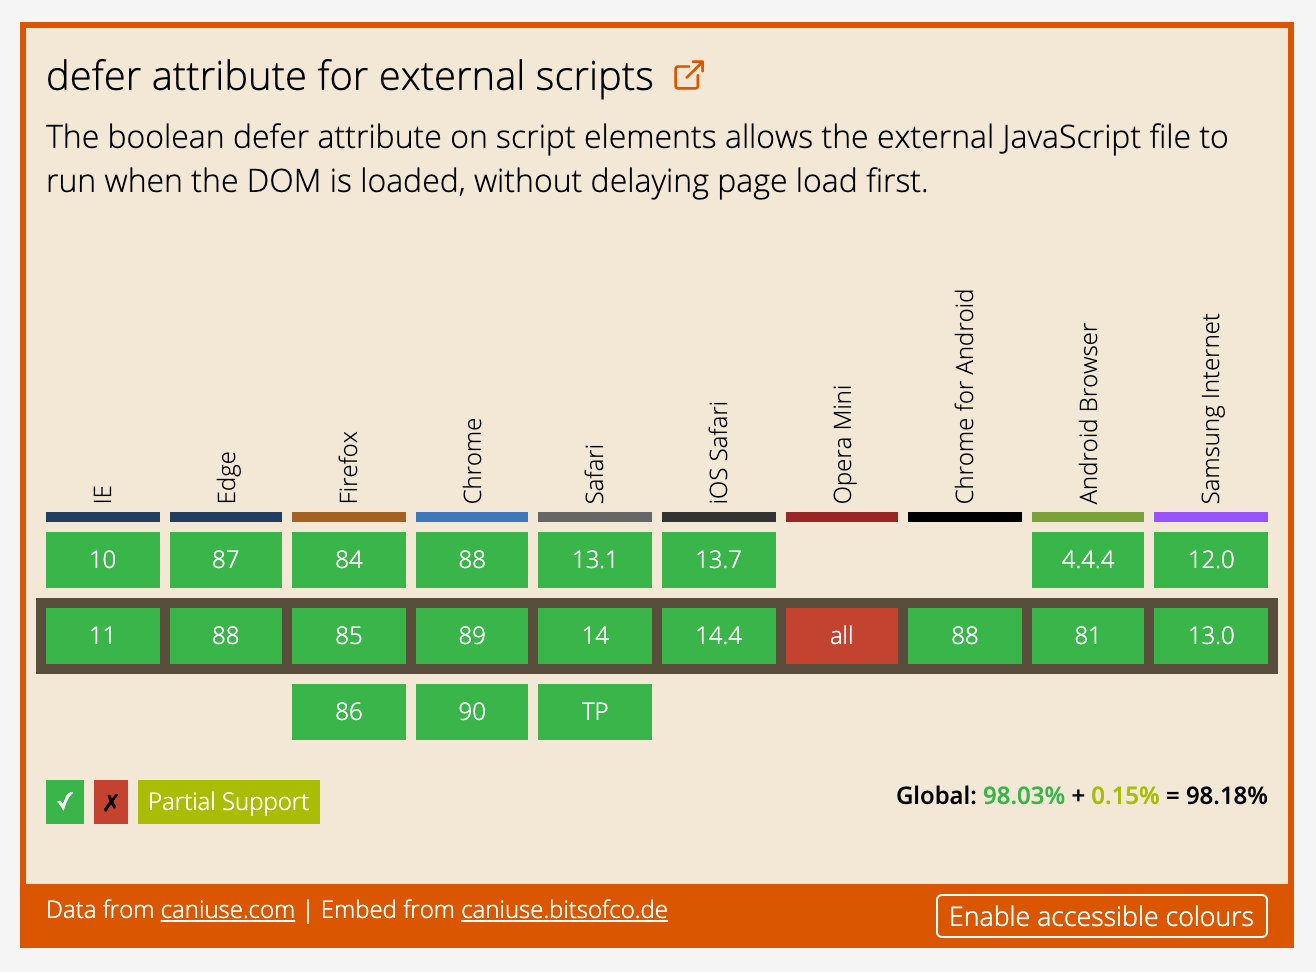 defer attribute for external scripts
The boolean defer attribute on script elements allows the external JavaScript file to
run when the DOM is loaded, without delaying page load first.
IE
Edge
Firefox
Chrome
Safari
iOS Safari
Opera Mini
Chrome for Android
Android Browser
Samsung Internet
10 87 84 88 13.1 13.7 4.4.4 12.0
11 88 85 89 14 14.4 all 88 81 13.0
86 90 TP
✓ ✗ Partial Support
Global: 98.03% + 0.15% = 98.18%
Data from caniuse.com | Embed from caniuse.bitsofco.de
Enable accessible colours